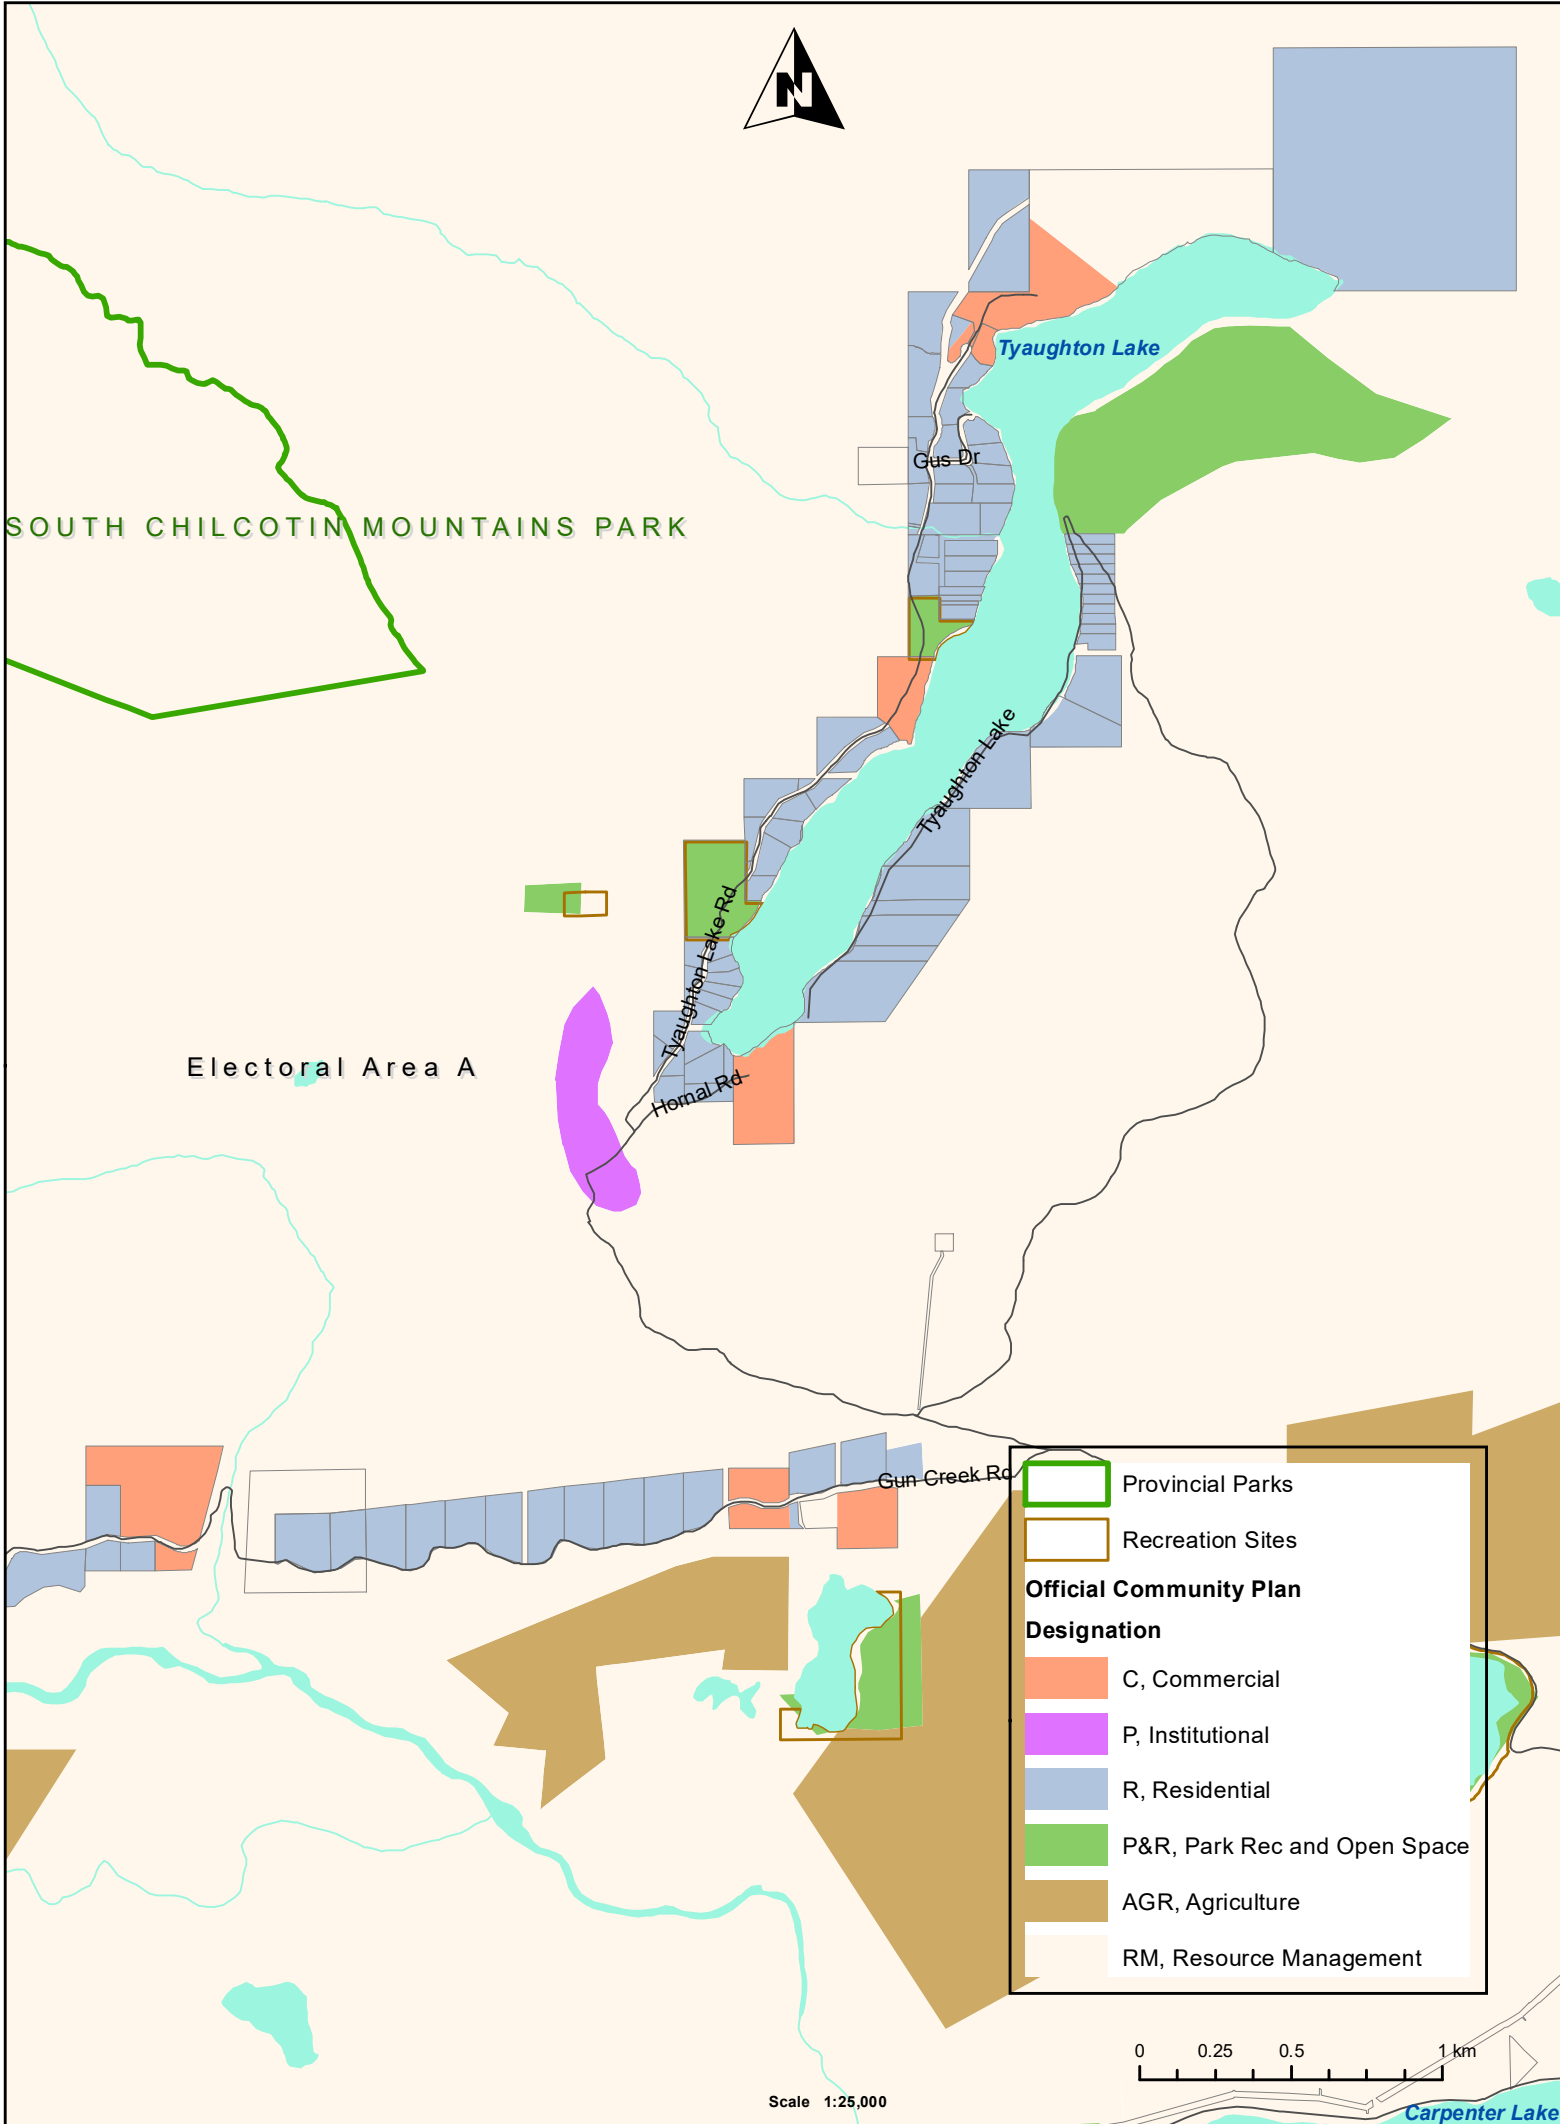 N
Tyaughton Lake
Gus Dr
SOUTH CHILCOTIN MOUNTAINS PARK
Tyaughton Lake
Tyaughton Lake Rd
Electoral Area A
Hornal Rd
Gun Creek Rd
Provincial Parks
Recreation Sites
Official Community Plan
Designation
C, Commercial
P, Institutional
R, Residential
P&R, Park Rec and Open Space
AGR, Agriculture
RM, Resource Management
0 0.25 0.5 1 km
Scale 1:25,000
Carpenter Lake